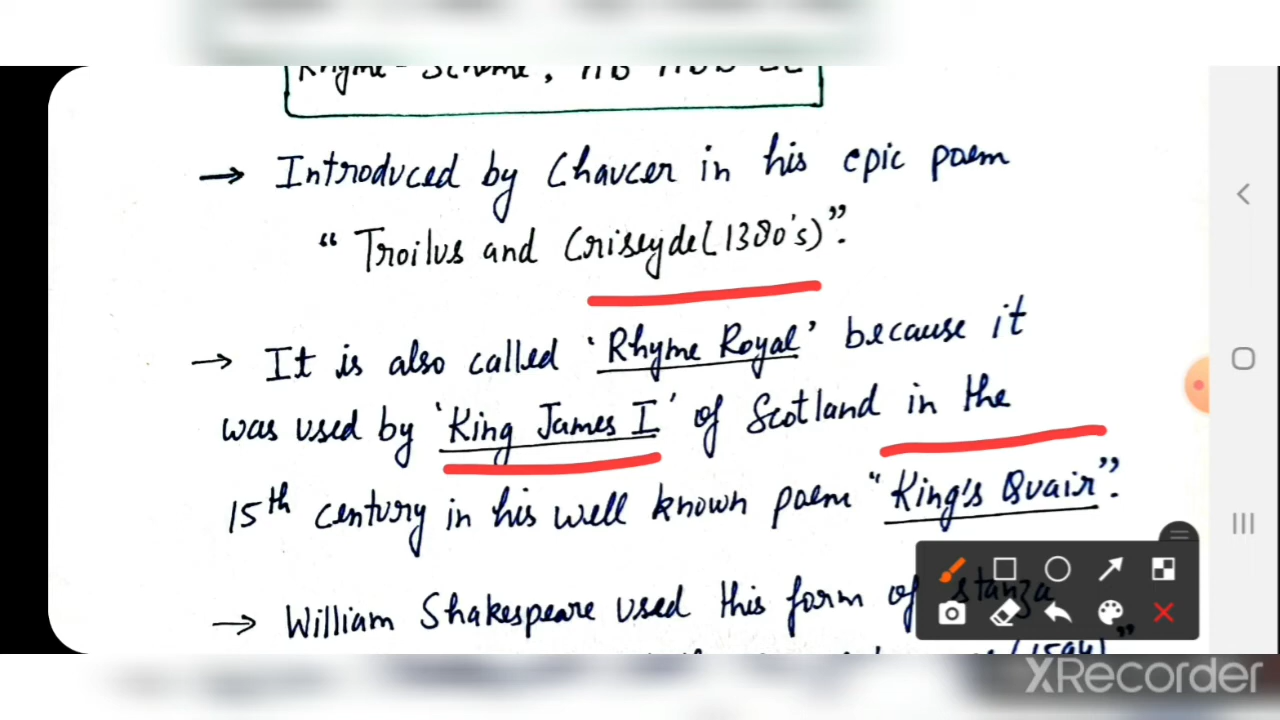 → Introduced by Chaucer in his epic poem
“ Troilus and Criseyde (1380's)”.
→ It is also called ‘Rhyme Royal’ because it
was used by ‘King James I’ of Scotland in the
15th century in his well known poem “King's Quair”.
→ William Shakespeare used this form of stanza
XRecorder